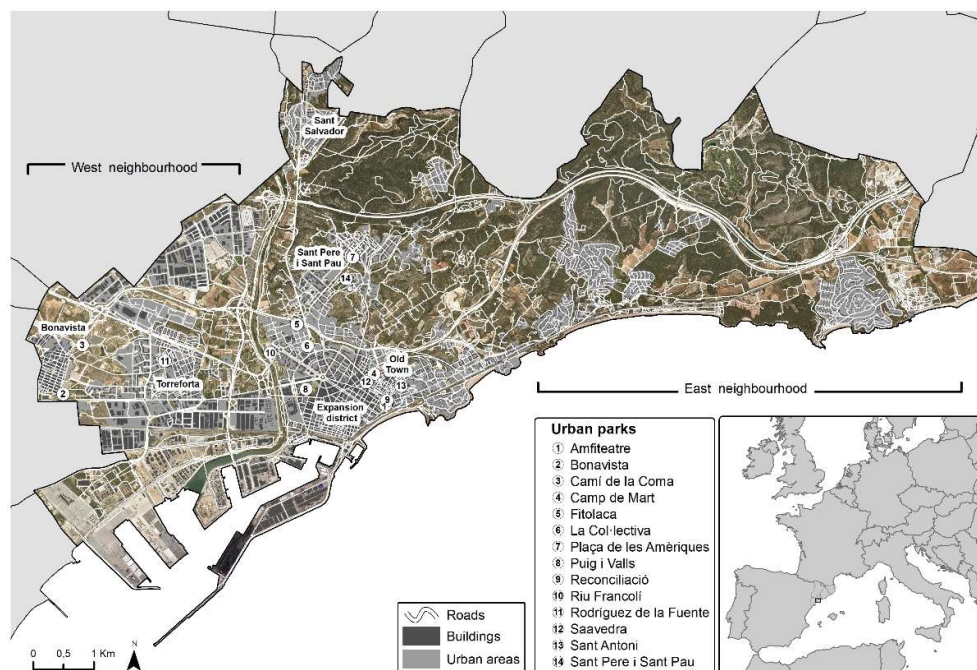 Sant
Salvador
West neighbourhood
Sant Pere
i Sant Pau
7
14
Bonavista
3
5
6
10
Old
Town
4
12
13
11
Torreforta
8
9
1
2
Expansion
district
East neighbourhood
Urban parks
1 Amfiteatre
2 Bonavista
3 Camí de la Coma
4 Camp de Mart
5 Fitolaca
6 La Col·lectiva
7 Plaça de les Amèriques
8 Puig i Valls
9 Reconciliació
10 Riu Francolí
11 Rodríguez de la Fuente
12 Saavedra
13 Sant Antoni
14 Sant Pere i Sant Pau
Roads
Buildings
Urban areas
0 0,5 1 Km
N